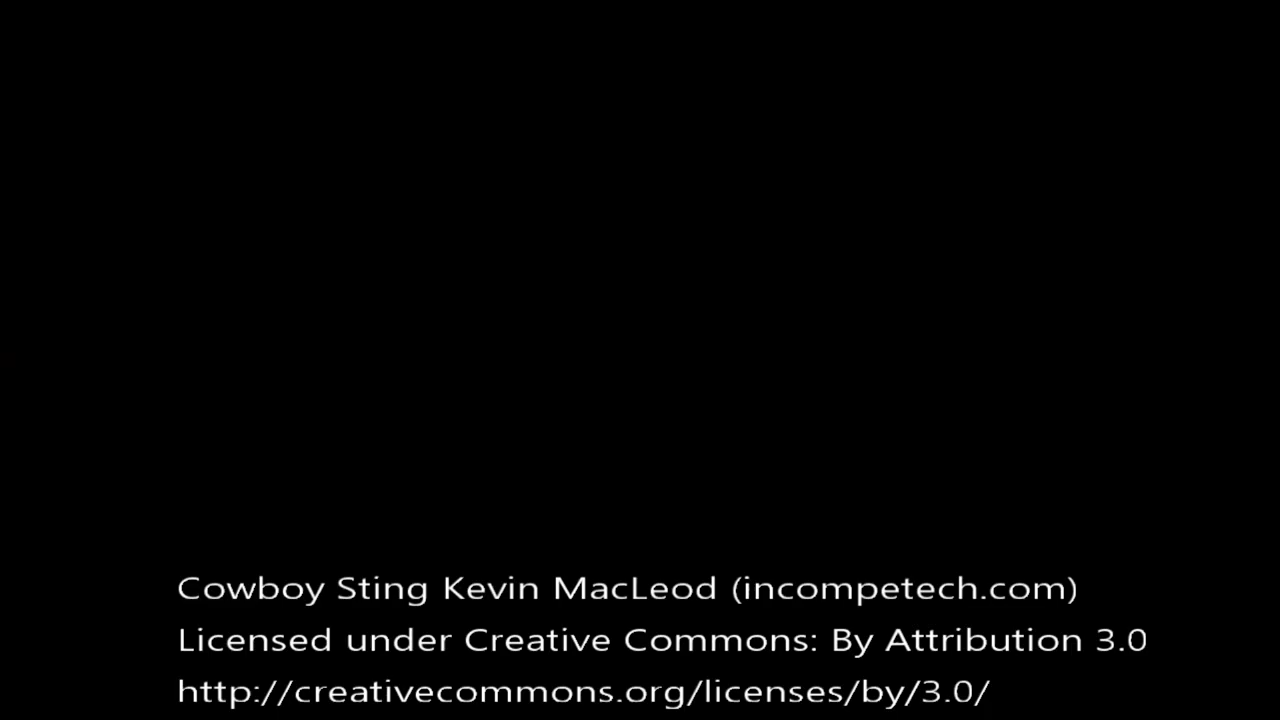 Cowboy Sting Kevin MacLeod (incompetech.com)
Licensed under Creative Commons: By Attribution 3.0
http://creativecommons.org/licenses/by/3.0/